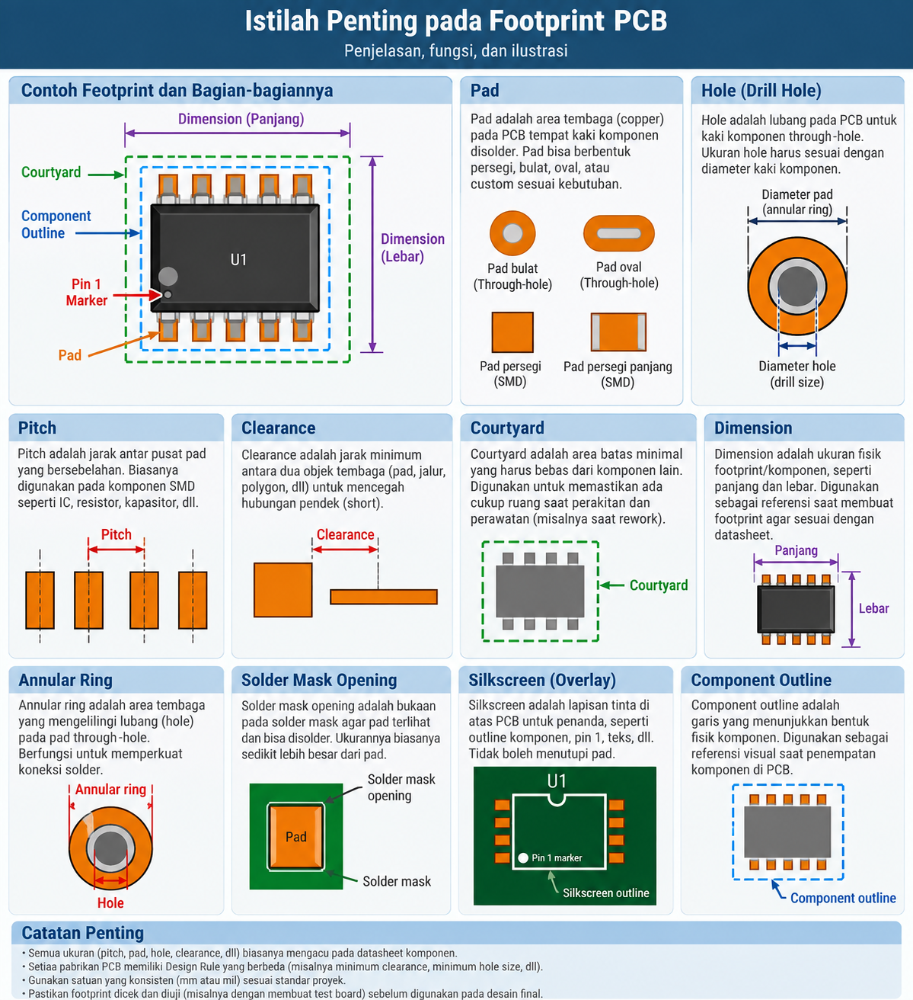 Istilah Penting pada Footprint PCB
Penjelasan, fungsi, dan ilustrasi
Contoh Feotprint dan Bagian-bagiannya
Dimension (Panjang)
Courtyard
Component
Outline
U1
Dimension
(Lebar)
Pin 1
Marker
Pad
Pad
Pad adalah area tembaga (copper)
pada PCB tempat kaki komponen
disolder. Pad bisa berbentuk
persegi, bulat, oval, atau
custom sesuai kebutuban.
Pad bulat
(Through-hole)
Pad oval
(Through-hole)
Pad persegi
(SMD)
Pad persegi panjang
(SMD)
Hole (Drill Hole)
Hole adalah lubang pada PCB untuk
kaki komponen through-hole.
Ukuran hole harus sesuai dengan
diameter kaki komponen.
Diameter pad
(annular ring)
Diameter hole
(drill size)
Pitch
Pitch adalah jarak antar pusat pad
yang bersebelahan. Biasanya
digunakan pada komponen SMD
seperti IC, resistor, kapasitor, dll.
Pitch
Clearance
Clearance adalah jarak minimum
antara dua objek tembaga (pad, jalur,
polygon, dll) untuk mencegah
hubungan pendek (short).
Clearance
Courtyard
Courtyard adalah area batas minimal
yang harus bebas dari komponen lain.
Digunakan untuk memastikan ada
cukup ruang saat perakitan dan
perawatan (misalnya saat rework).
Courtyard
Dimension
Dimension adalah ukuran fisik
footprint/komponen, seperti
panjang dan lebar. Digunakan
sebagai referensi saat membuat
footprint agar sesuai dengan
datasheet.
Panjang
Lebar
Annular Ring
Annular ring adalah area tembaga
yang mengelilingi lubang (hole)
pada pad through-hole.
Berfungsi untuk memperkuat
koneksi solder.
Annular ring
Hole
Solder Mask Opening
Solder mask opening adalah bukaan
pada solder mask agar pad terlihat
dan bisa disolder. Ukurannya biasanya
sedikit lebih besar dari pad.
Solder mask
opening
Pad
Solder mask
Silkscreen (Overlay)
Silkscreen adalah lapisan tinta di
atas PCB untuk penanda, seperti
outline komponen, pin 1, teks, dll.
Tidak boleh menutupi pad.
U1
Pin 1 marker
Silkscreen outline
Component Outline
Component outline adalah
garis yang menunjukkan bentuk
fisik komponen. Digunakan sebagai
referensi visual saat penempatan
komponen di PCB.
Component outline
Catatan Penting
• Semua ukuran (pitch, pad, hole, clearance, dll) biasanya mengacu pada datasheet komponen.
• Setiaa pabrikan PCB memiliki Design Rule yang berbeda (misalnya minimum clearance, minimum hole size, dll).
• Gunakan satuan yang konsisten (mm atau mil) sesuai standar proyek.
• Pastikan footprint dicek dan diuji (misalnya dengan membuat test board) sebelum digunakan pada desain final.